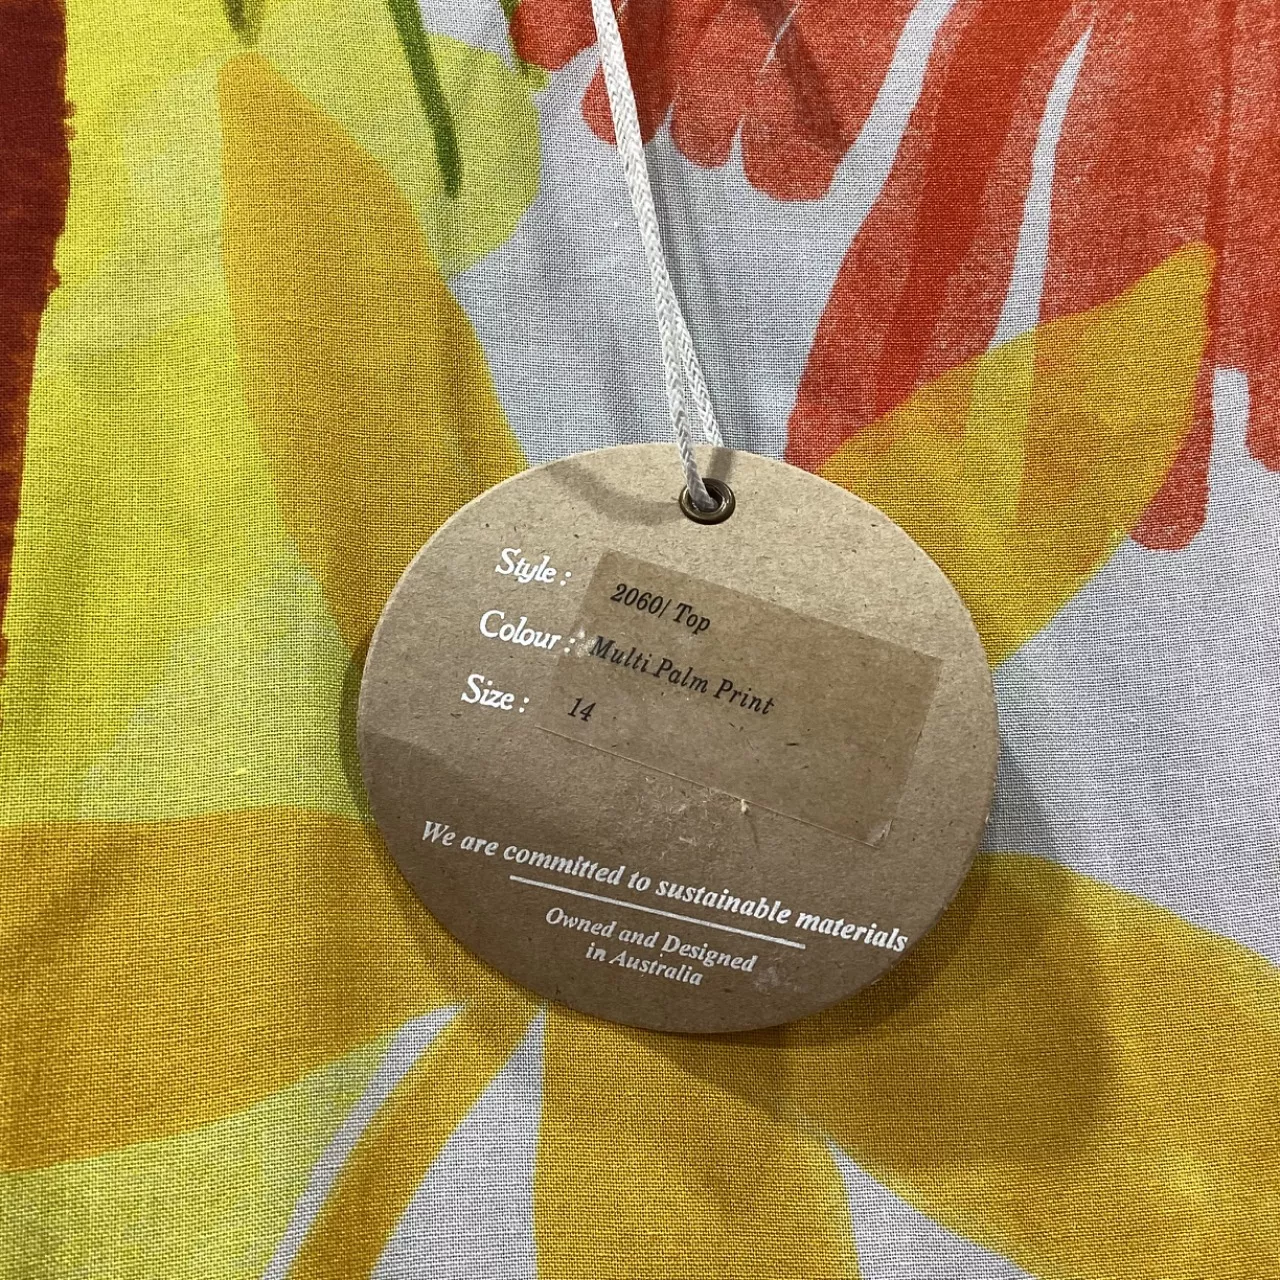 Style : 2060/ Top
Colour : Multi Palm Print
Size : 14
We are committed to sustainable materials
Owned and Designed
in Australia